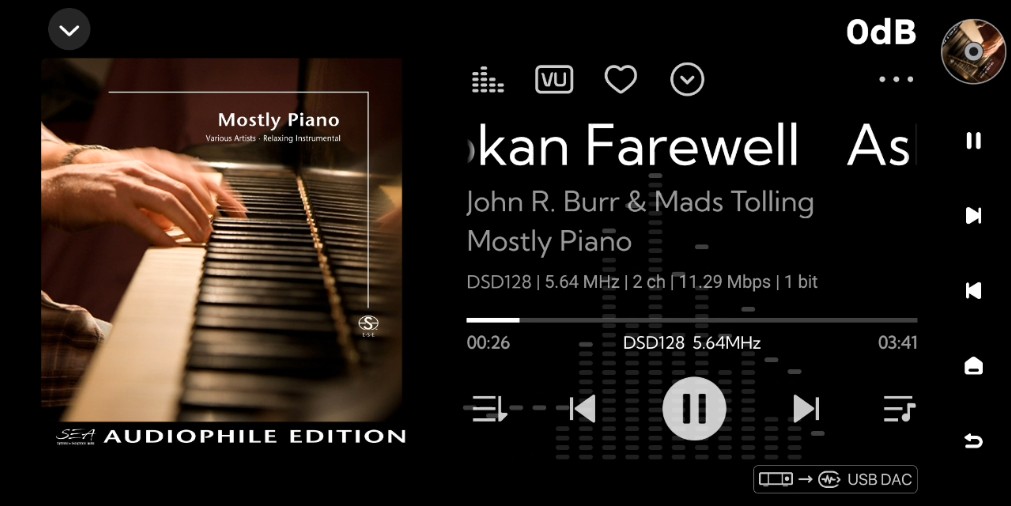 0dB
Mostly Piano
Various Artists · Relaxing Instrumental
SEA AUDIOPHILE EDITION
VU
kan Farewell As
John R. Burr & Mads Tolling
Mostly Piano
DSD128 | 5.64 MHz | 2 ch | 11.29 Mbps | 1 bit
00:26 DSD128 5.64MHz 03:41
USB DAC